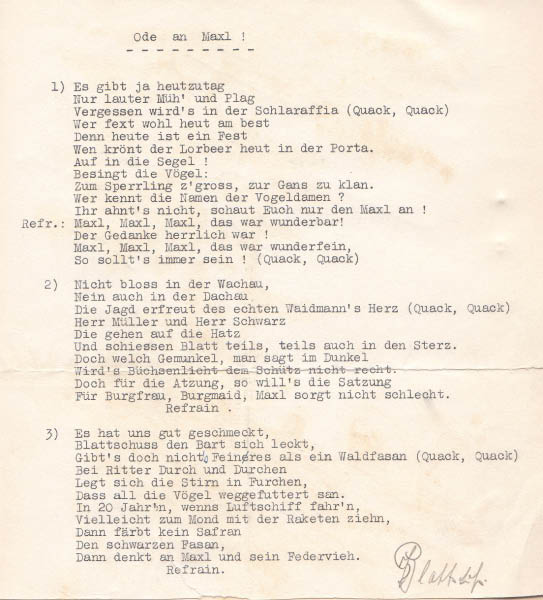 Ode an Maxl !
1) Es gibt ja heutzutag
Nur lauter Müh' und Plag
Vergessen wird's in der Schlaraffia (Quack, Quack)
Wer fext wohl heut am best
Denn heute ist ein Fest
Wen krönt der Lorbeer heut in der Porta.
Auf in die Segel !
Besingt die Vögel:
Zum Sperrling z'gross, zur Gans zu klan.
Wer kennt die Namen der Vogeldamen ?
Ihr ahnt's nicht, schaut Euch nur den Maxl an !
Refr.: Maxl, Maxl, Maxl, das war wunderbar!
Der Gedanke herrlich war !
Maxl, Maxl, Maxl, das war wunderfein,
So sollt's immer sein ! (Quack, Quack)
2) Nicht bloss in der Wachau,
Nein auch in der Dachau
Die Jagd erfreut des echten Waidmann's Herz (Quack, Quack)
Herr Müller und Herr Schwarz
Die gehen auf die Hatz
Und schiessen Blatt teils, teils auch in den Sterz.
Doch welch Gemunkel, man sagt im Dunkel
Wird's Büchsenlicht dem Schütz nicht recht.
Doch für die Atzung, so will's die Satzung
Für Burgfrau, Burgmaid, Maxl sorgt nicht schlecht.
Refrain .
3) Es hat uns gut geschmeckt,
Blattschuss den Bart sich leckt,
Gibt's doch nichts Feineres als ein Waldfasan (Quack, Quack)
Bei Ritter Durch und Durchen
Legt sich die Stirn in Furchen,
Dass all die Vögel weggefuttert san.
In 20 Jahr'n, wenns Luftschiff fahr'n,
Vielleicht zum Mond mit der Raketen ziehn,
Dann färbt kein Safran
Den schwarzen Fasan,
Dann denkt an Maxl und sein Federvieh.
Refrain.